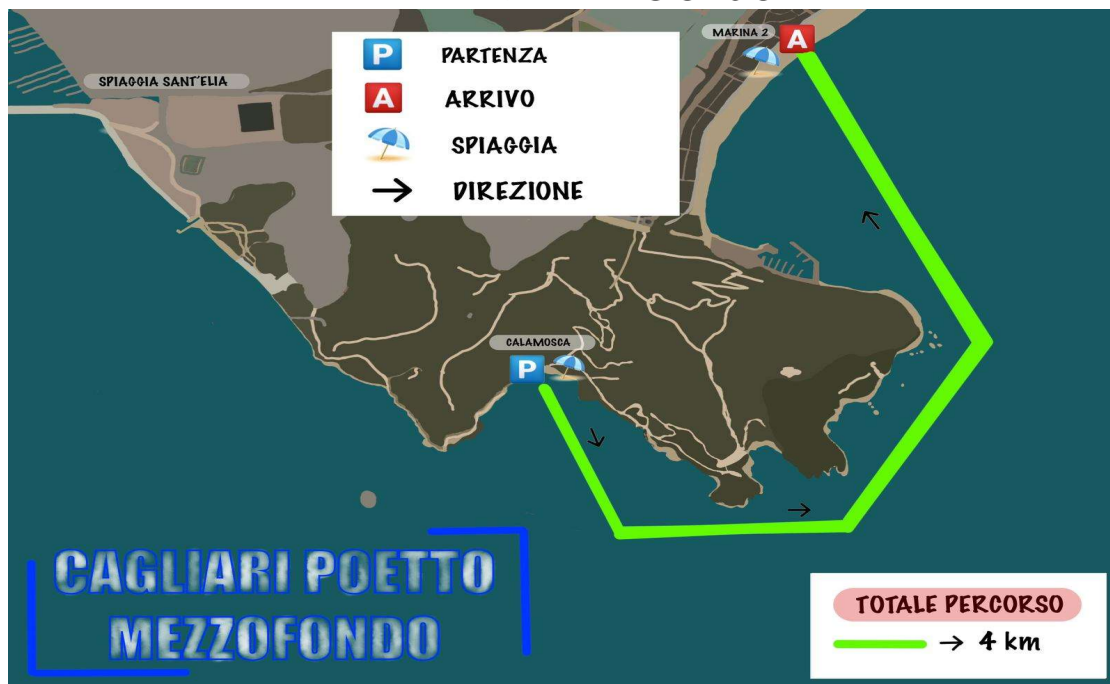 MARINA 2
A
P PARTENZA
A ARRIVO
SPIAGGIA
→ DIREZIONE
SPIAGGIA SANT'ELIA
CALAMOSCA
P
CAGLIARI POETTO
MEZZOFONDO
TOTALE PERCORSO
→ 4 km